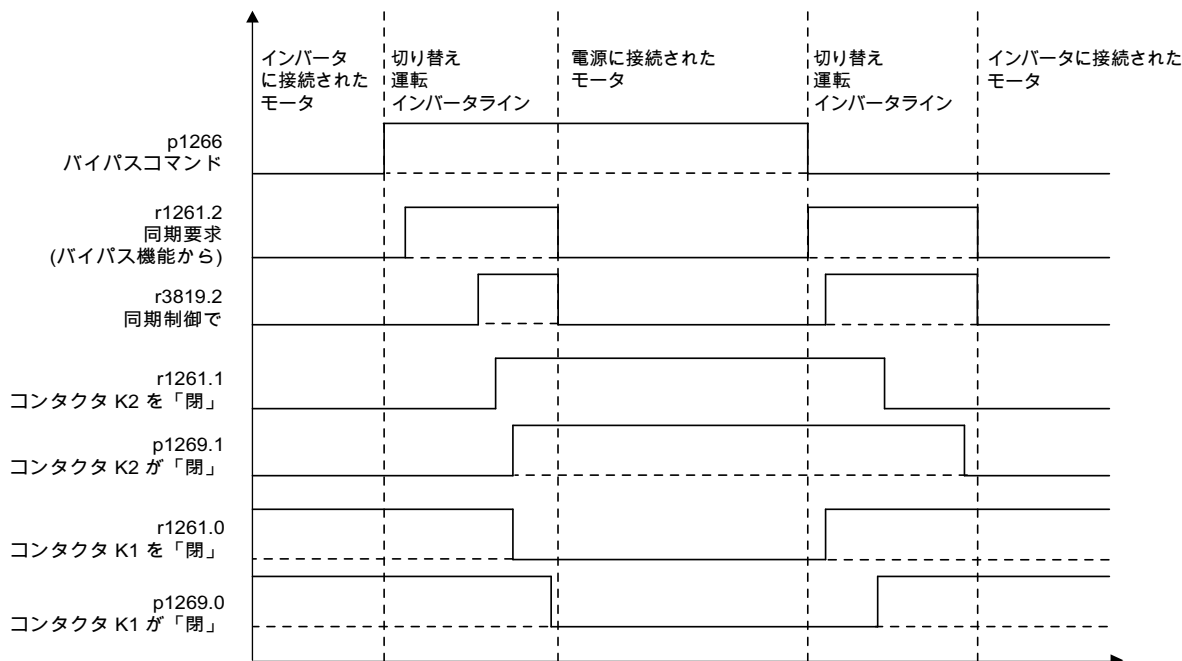 インバータ
に接続された
モータ
切り替え
運転
インバータライン
電源に接続された
モータ
切り替え
運転
インバータライン
インバータに接続された
モータ
p1266
バイパスコマンド
r1261.2
同期要求
(バイパス機能から)
r3819.2
同期制御で
r1261.1
コンタクタ K2 を「閉」
p1269.1
コンタクタ K2 が「閉」
r1261.0
コンタクタ K1 を「閉」
p1269.0
コンタクタ K1 が「閉」